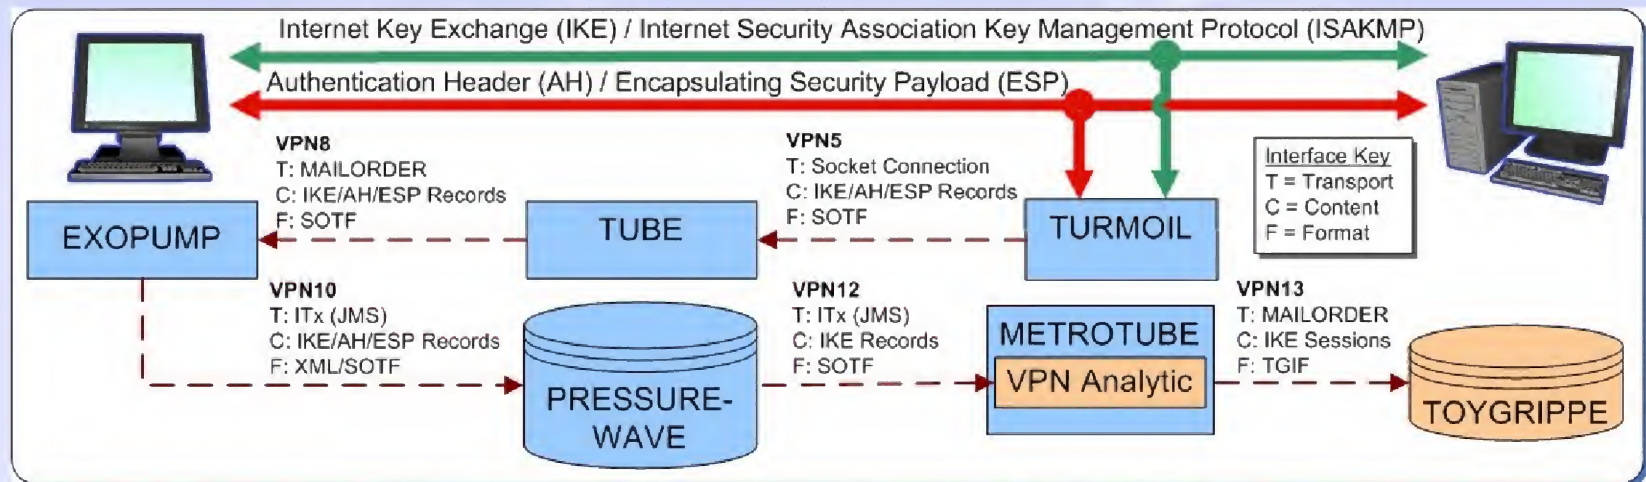 Internet Key Exchange (IKE) / Internet Security Association Key Management Protocol (ISAKMP)
Authentication Header (AH) / Encapsulating Security Payload (ESP)
VPN8
T: MAILORDER
C: IKE/AH/ESP Records
F: SOTF
VPN5
T: Socket Connection
C: IKE/AH/ESP Records
F: SOTF
Interface Key
T = Transport
C = Content
F = Format
EXOPUMP
TUBE
TURMOIL
VPN10
T: ITx (JMS)
C: IKE/AH/ESP Records
F: XML/SOTF
PRESSURE-
WAVE
VPN12
T: ITx (JMS)
C: IKE Records
F: SOTF
METROTUBE
VPN Analytic
VPN13
T: MAILORDER
C: IKE Sessions
F: TGIF
TOYGRIPPE